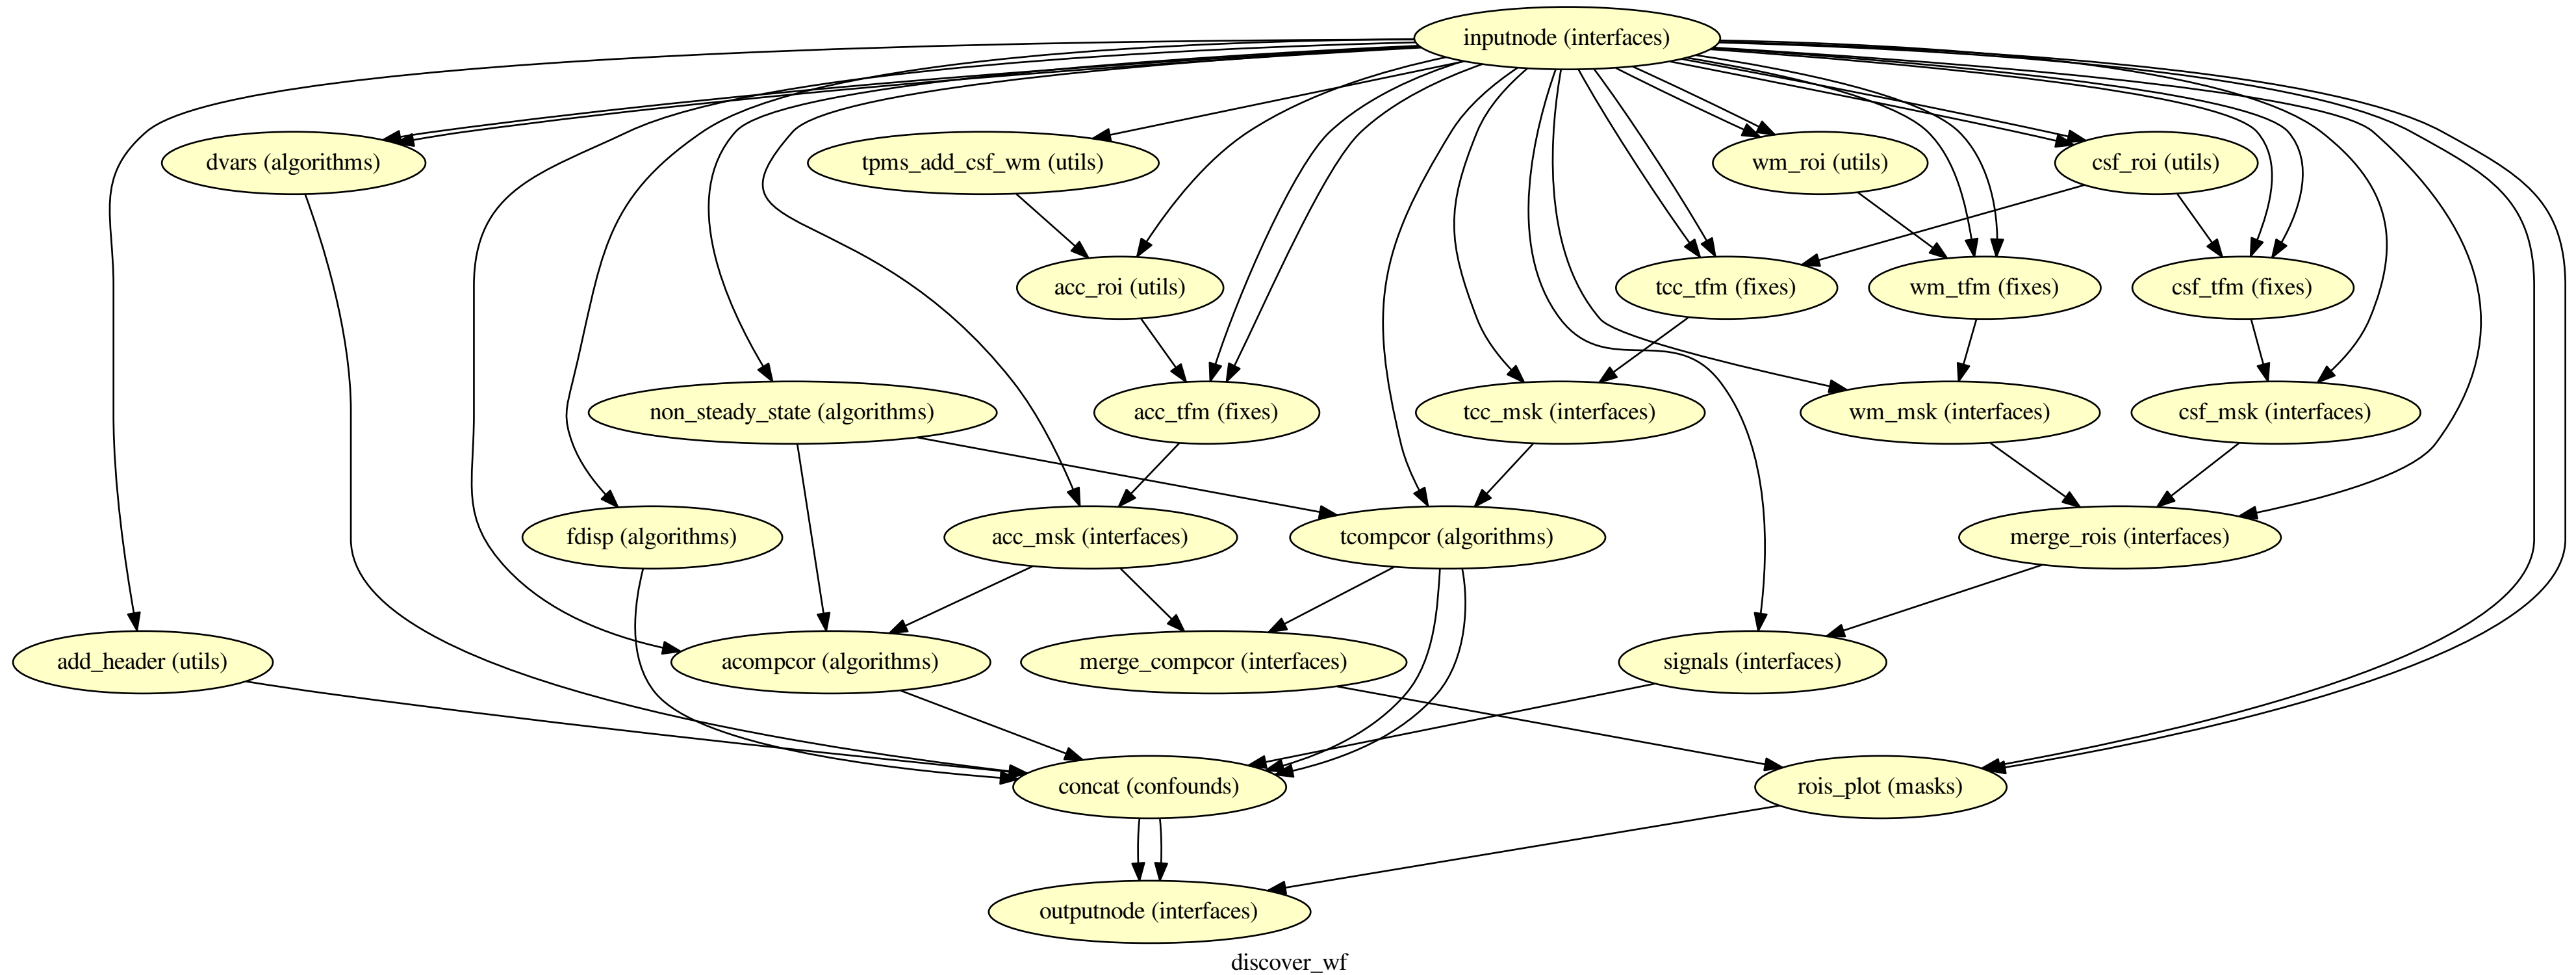 inputnode (interfaces)
dvars (algorithms)
tpms_add_csf_wm (utils)
wm_roi (utils)
csf_roi (utils)
acc_roi (utils)
tcc_tfm (fixes)
wm_tfm (fixes)
csf_tfm (fixes)
non_steady_state (algorithms)
acc_tfm (fixes)
tcc_msk (interfaces)
wm_msk (interfaces)
csf_msk (interfaces)
fdisp (algorithms)
acc_msk (interfaces)
tcompcor (algorithms)
merge_rois (interfaces)
add_header (utils)
acompcor (algorithms)
merge_compcor (interfaces)
signals (interfaces)
concat (confounds)
rois_plot (masks)
outputnode (interfaces)
discover_wf